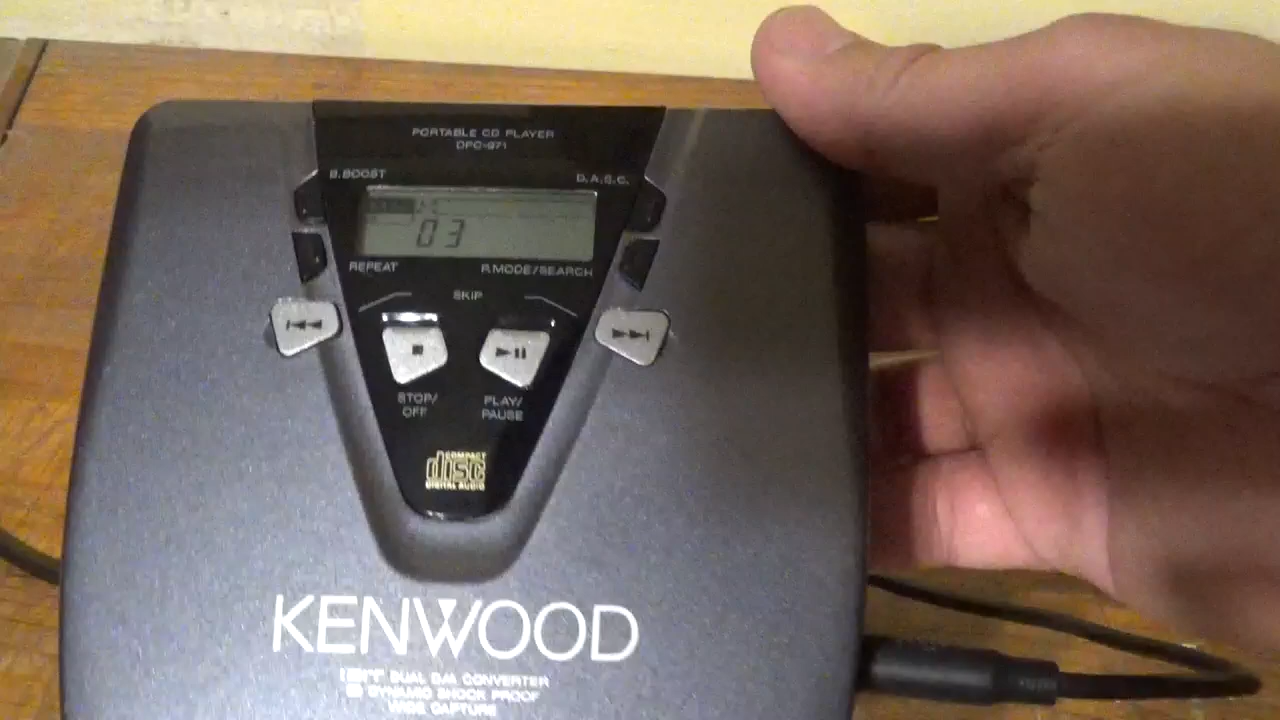 PORTABLE CD PLAYER
DPC-971
B.BOOST
D.A.S.C.
03
REPEAT
P.MODE/SEARCH
SKIP
STOP/
OFF
PLAY/
PAUSE
COMPACT
disc
DIGITAL AUDIO
KENWOOD
DUAL D/A CONVERTER
DYNAMIC SHOCK PROOF
WIDE CAPTURE